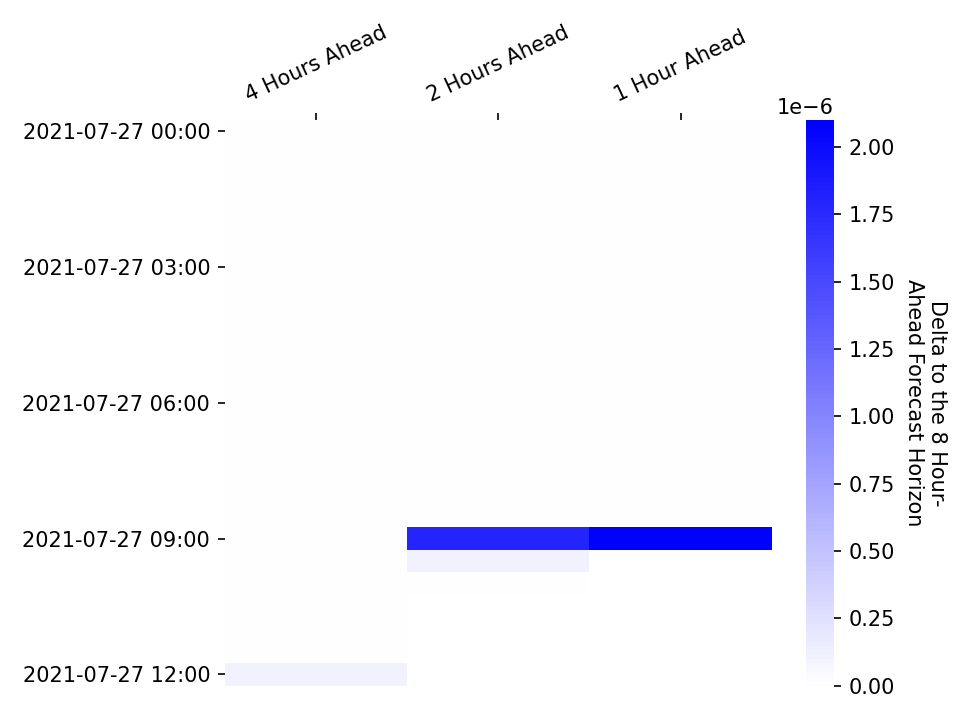 4 Hours Ahead
2 Hours Ahead
1 Hour Ahead
1e−6
2021-07-27 00:00
2021-07-27 03:00
2021-07-27 06:00
2021-07-27 09:00
2021-07-27 12:00
2.00
1.75
1.50
1.25
1.00
0.75
0.50
0.25
0.00
Delta to the 8 Hour-
Ahead Forecast Horizon